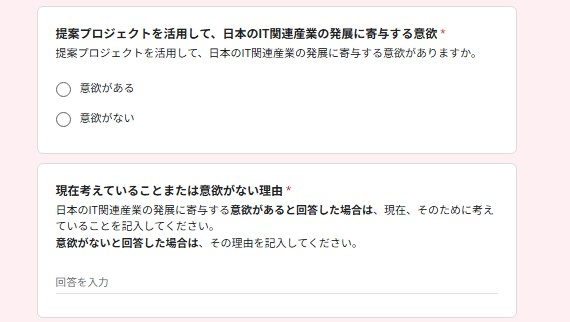 提案プロジェクトを活用して、日本のIT関連産業の発展に寄与する意欲 *
提案プロジェクトを活用して、日本のIT関連産業の発展に寄与する意欲がありますか。
意欲がある
意欲がない
現在考えていることまたは意欲がない理由 *
日本のIT関連産業の発展に寄与する意欲があると回答した場合は、現在、そのために考え
ていることを記入してください。
意欲がないと回答した場合は、その理由を記入してください。
回答を入力